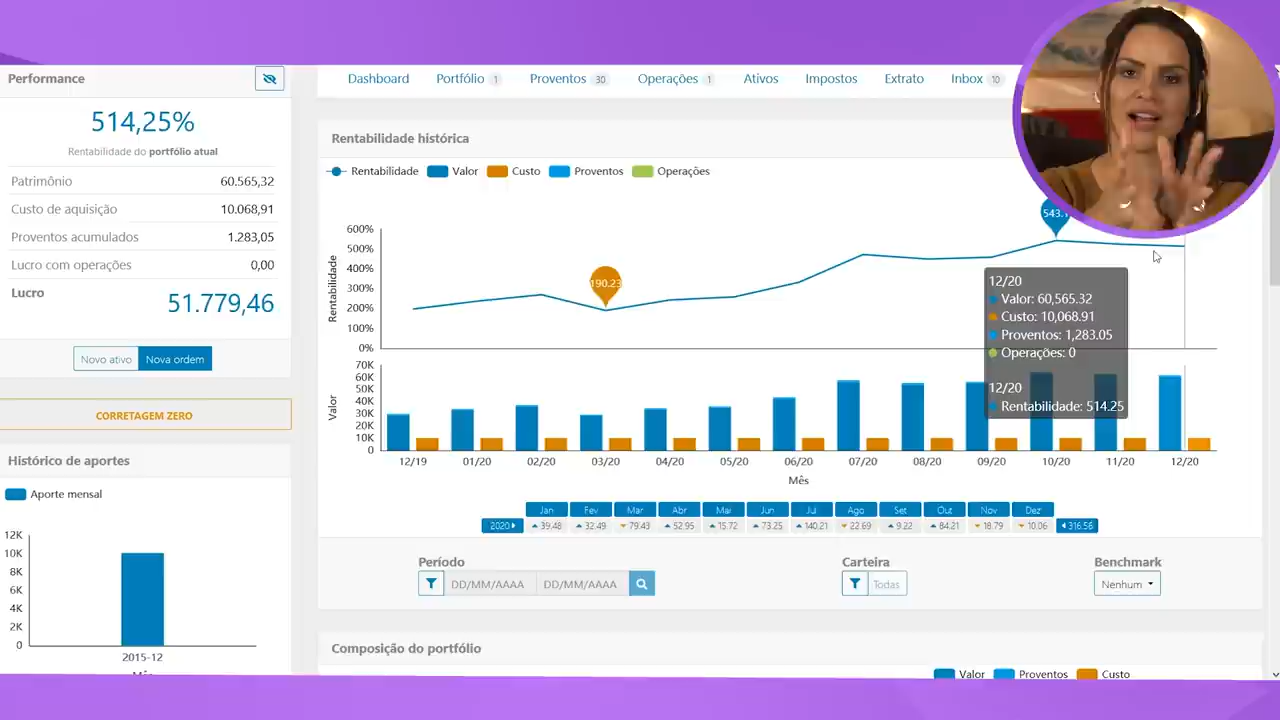 Performance
514,25%
Rentabilidade do portfólio atual
Patrimônio 60.565,32
Custo de aquisição 10.068,91
Proventos acumulados 1.283,05
Lucro com operações 0,00
Lucro 51.779,46
Novo ativo Nova ordem
CORRETAGEM ZERO
Histórico de aportes
Aporte mensal
12K
10K
8K
6K
4K
2K
0
2015-12
Dashboard Portfólio 1 Proventos 30 Operações 1 Ativos Impostos Extrato Inbox 10
Rentabilidade histórica
Rentabilidade Valor Custo Proventos Operações
543.1
190.23
Rentabilidade
600%
400%
300%
200%
100%
0%
12/20
Valor: 60,565.32
Custo: 10,068.91
Proventos: 1,283.05
Operações: 0
12/20
Rentabilidade: 514.25
Valor
70K
60K
50K
40K
30K
20K
10K
0
12/19 01/20 02/20 03/20 04/20 05/20 06/20 07/20 08/20 09/20 10/20 11/20 12/20
Mês
Jan Fev Mar Abr Mai Jun Jul Ago Set Out Nov Dez
2020 39.48 32.49 79.43 52.95 15.72 73.25 140.21 22.69 9.22 84.21 18.79 10.06 316.56
Período Carteira Benchmark
DD/MM/AAAA DD/MM/AAAA Todas Nenhum
Composição do portfólio
Valor Proventos Custo